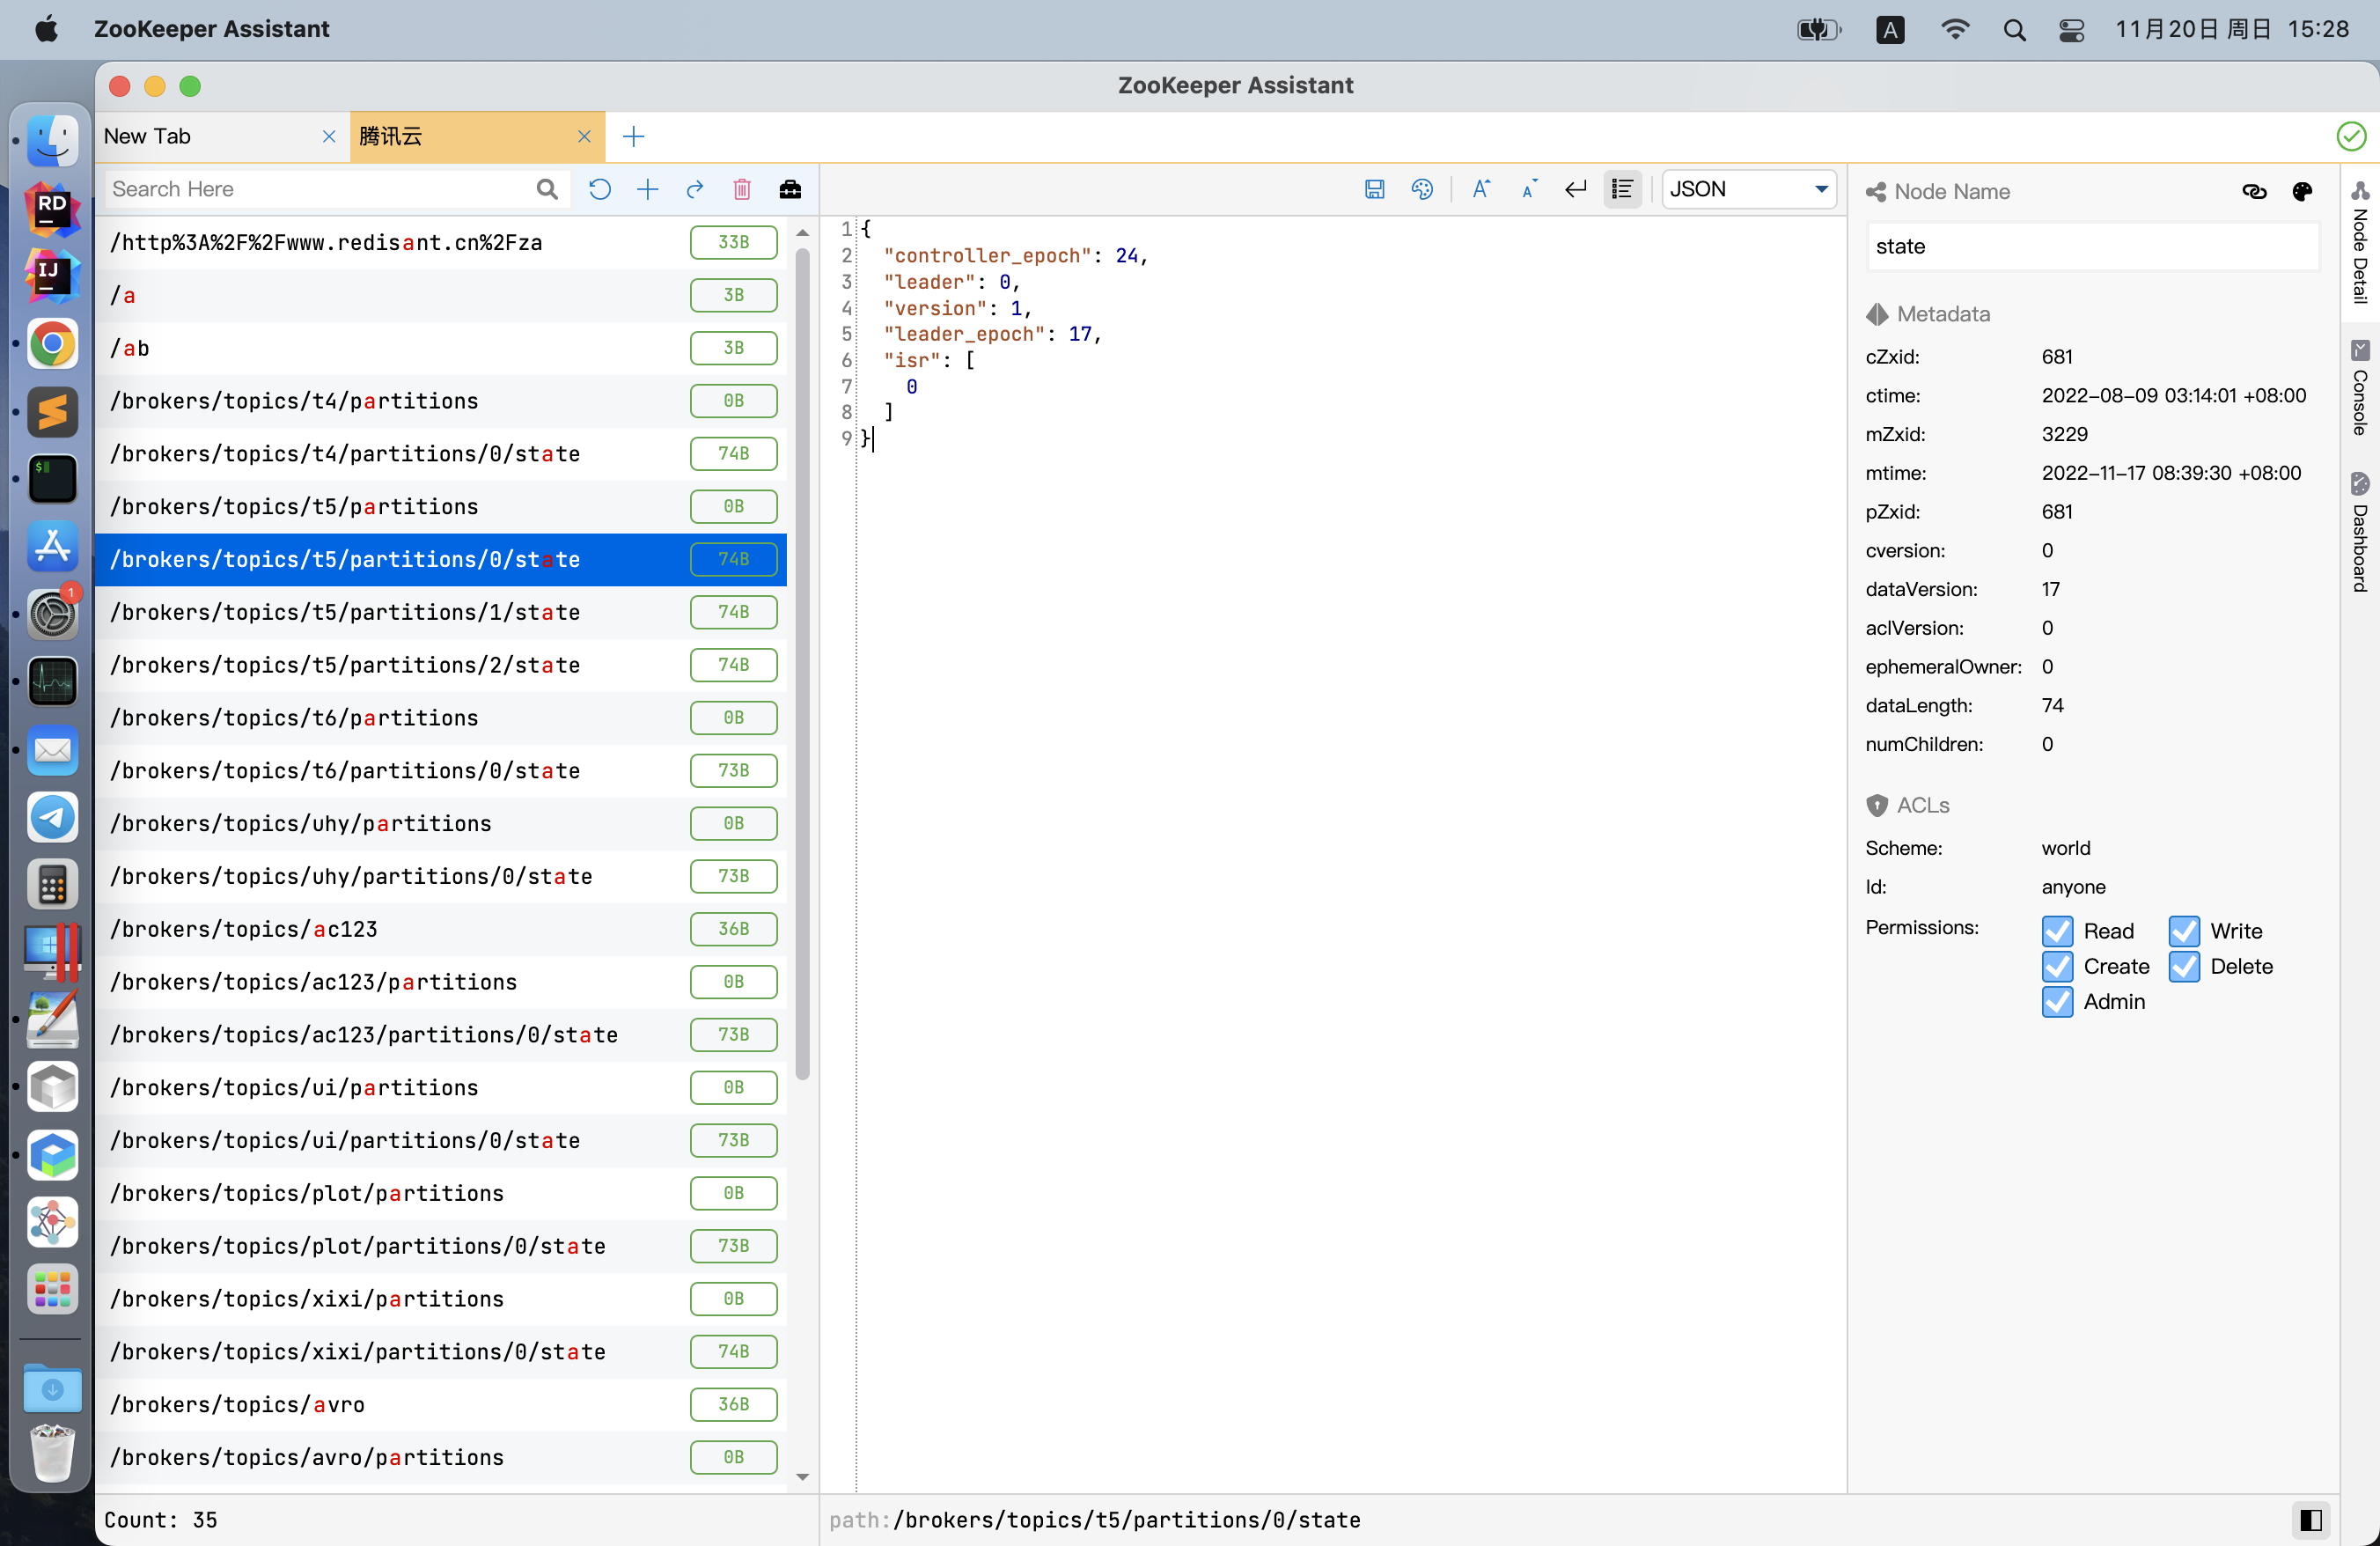 ZooKeeper Assistant
A
11月20日 周日 15:28
ZooKeeper Assistant
New Tab
腾讯云
Search Here
JSON
/http%3A%2F%2Fwww.redisant.cn%2Fza 33B
/a 3B
/ab 3B
/brokers/topics/t4/partitions 0B
/brokers/topics/t4/partitions/0/state 74B
/brokers/topics/t5/partitions 0B
/brokers/topics/t5/partitions/0/state 74B
/brokers/topics/t5/partitions/1/state 74B
/brokers/topics/t5/partitions/2/state 74B
/brokers/topics/t6/partitions 0B
/brokers/topics/t6/partitions/0/state 73B
/brokers/topics/uhy/partitions 0B
/brokers/topics/uhy/partitions/0/state 73B
/brokers/topics/ac123 36B
/brokers/topics/ac123/partitions 0B
/brokers/topics/ac123/partitions/0/state 73B
/brokers/topics/ui/partitions 0B
/brokers/topics/ui/partitions/0/state 73B
/brokers/topics/plot/partitions 0B
/brokers/topics/plot/partitions/0/state 73B
/brokers/topics/xixi/partitions 0B
/brokers/topics/xixi/partitions/0/state 74B
/brokers/topics/avro 36B
/brokers/topics/avro/partitions 0B
Count: 35
1 {
2 "controller_epoch": 24,
3 "leader": 0,
4 "version": 1,
5 "leader_epoch": 17,
6 "isr": [
7 0
8 ]
9 }
path:/brokers/topics/t5/partitions/0/state
Node Name
state
Metadata
cZxid: 681
ctime: 2022-08-09 03:14:01 +08:00
mZxid: 3229
mtime: 2022-11-17 08:39:30 +08:00
pZxid: 681
cversion: 0
dataVersion: 17
aclVersion: 0
ephemeralOwner: 0
dataLength: 74
numChildren: 0
ACLs
Scheme: world
Id: anyone
Permissions: Read Write
Create Delete
Admin
Node Detail
Console
Dashboard
RD
IJ
$
1